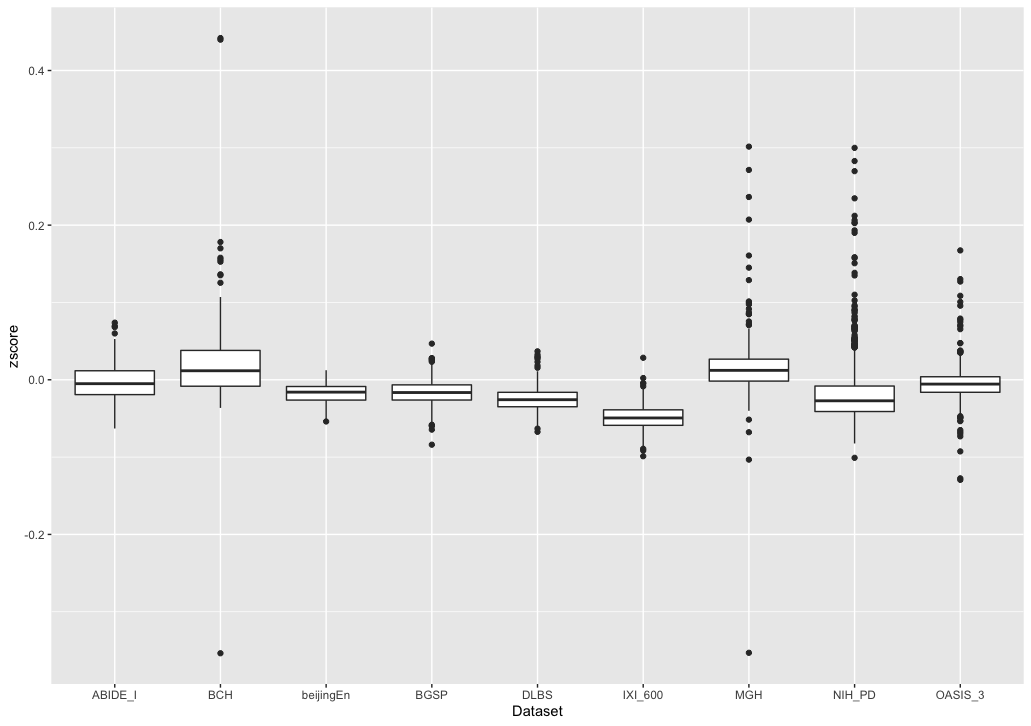 zscore
0.4
0.2
0.0
-0.2
ABIDE_I BCH beijingEn BGSP DLBS IXI_600 MGH NIH_PD OASIS_3
Dataset